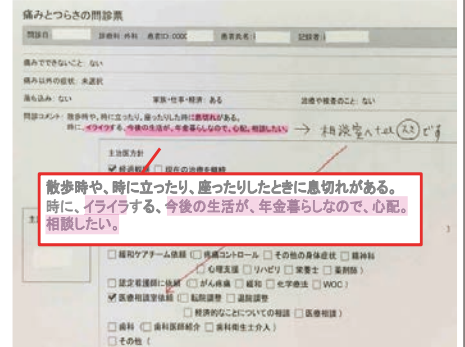 痛みとつらさの問診票
問診日 診療科:外科 患者ID:000 患者氏名: 記録者:
痛みでできないこと: ない
痛み以外の症状: 未選択
落ち込み: ない 家族・仕事・経済: ある 治療や検査のこと: ない
問診コメント: 散歩時や、時に立ったり、座ったりした時に息切れがある。
時に、イライラする、今後の生活が、年金暮らしなので、心配。相談したい。 → 相談室へ です
主治医方針
✔経過観察 □現在の治療を継続
散歩時や、時に立ったり、座ったりしたときに息切れがある。
時に、イライラする、今後の生活が、年金暮らしなので、心配。
相談したい。
□緩和ケアチーム依頼(□疼痛コントロール □その他の身体症状 □精神科
□心理支援 □リハビリ □栄養士 □薬剤師)
□認定看護師に依頼(□がん疼痛 □緩和 □化学療法 □WOC)
✔医療相談室依頼(□転院調整 □退院調整
□経済的なことについての相談 □医療相談)
□歯科(□歯科医師紹介 □歯科衛生士介入)
□その他(